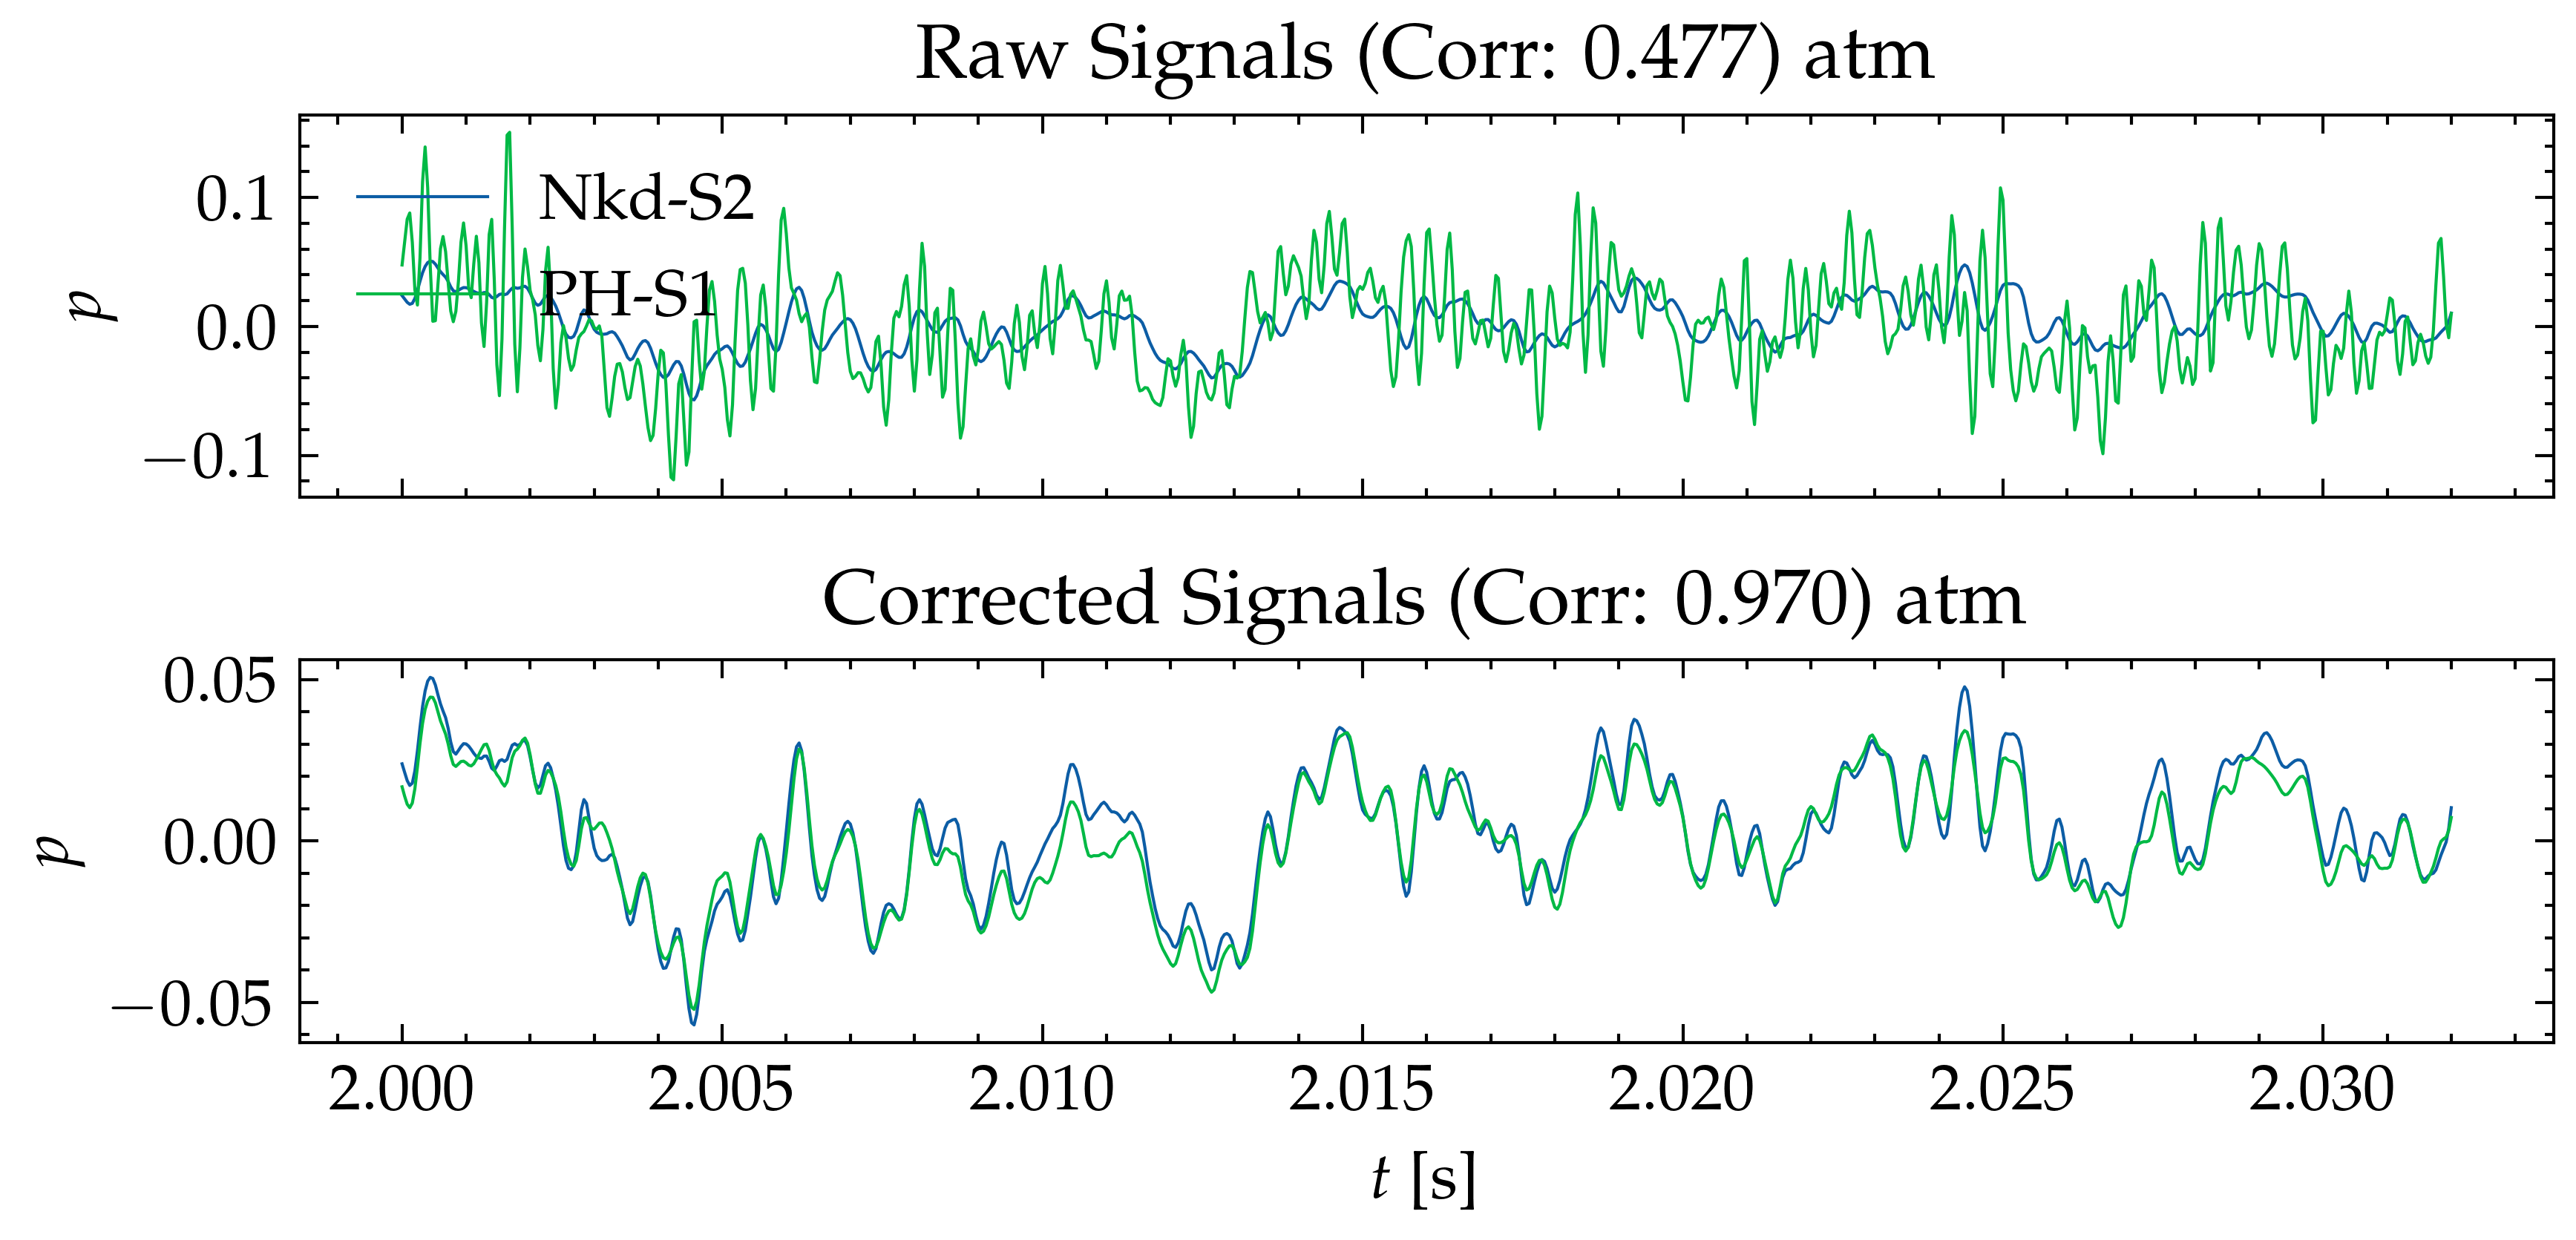 Raw Signals (Corr: 0.477) atm
p
0.1
0.0
−0.1
Nkd-S2
PH-S1
Corrected Signals (Corr: 0.970) atm
p
0.05
0.00
−0.05
2.000 2.005 2.010 2.015 2.020 2.025 2.030
t [s]